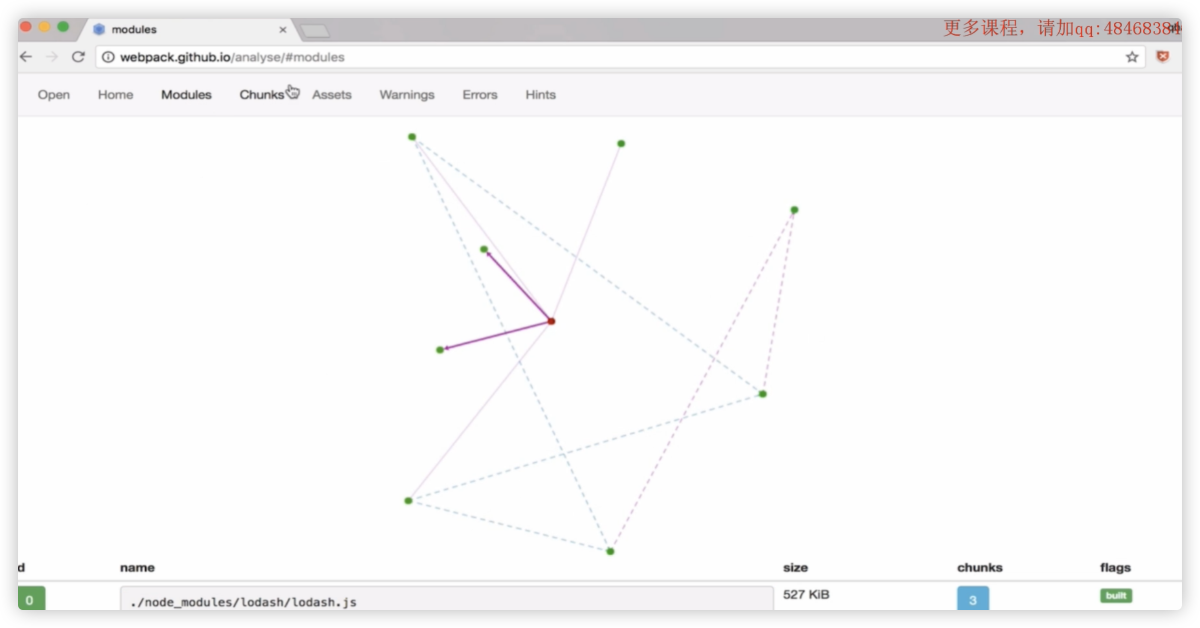 modules
更多课程，请加qq:48468384
webpack.github.io/analyse/#modules
Open Home Modules Chunks Assets Warnings Errors Hints
name size chunks flags
0 ./node_modules/lodash/lodash.js 527 KiB 3 built